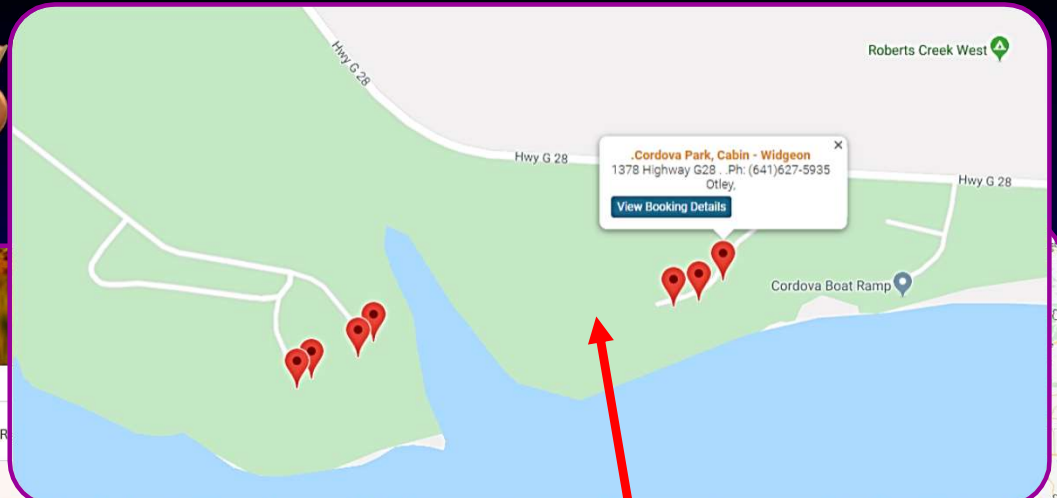 Hwy G 28
Roberts Creek West
Hwy G 28
.Cordova Park, Cabin - Widgeon
1378 Highway G28 . .Ph: (641)627-5935
Otley,
View Booking Details
Hwy G 28
Cordova Boat Ramp
R